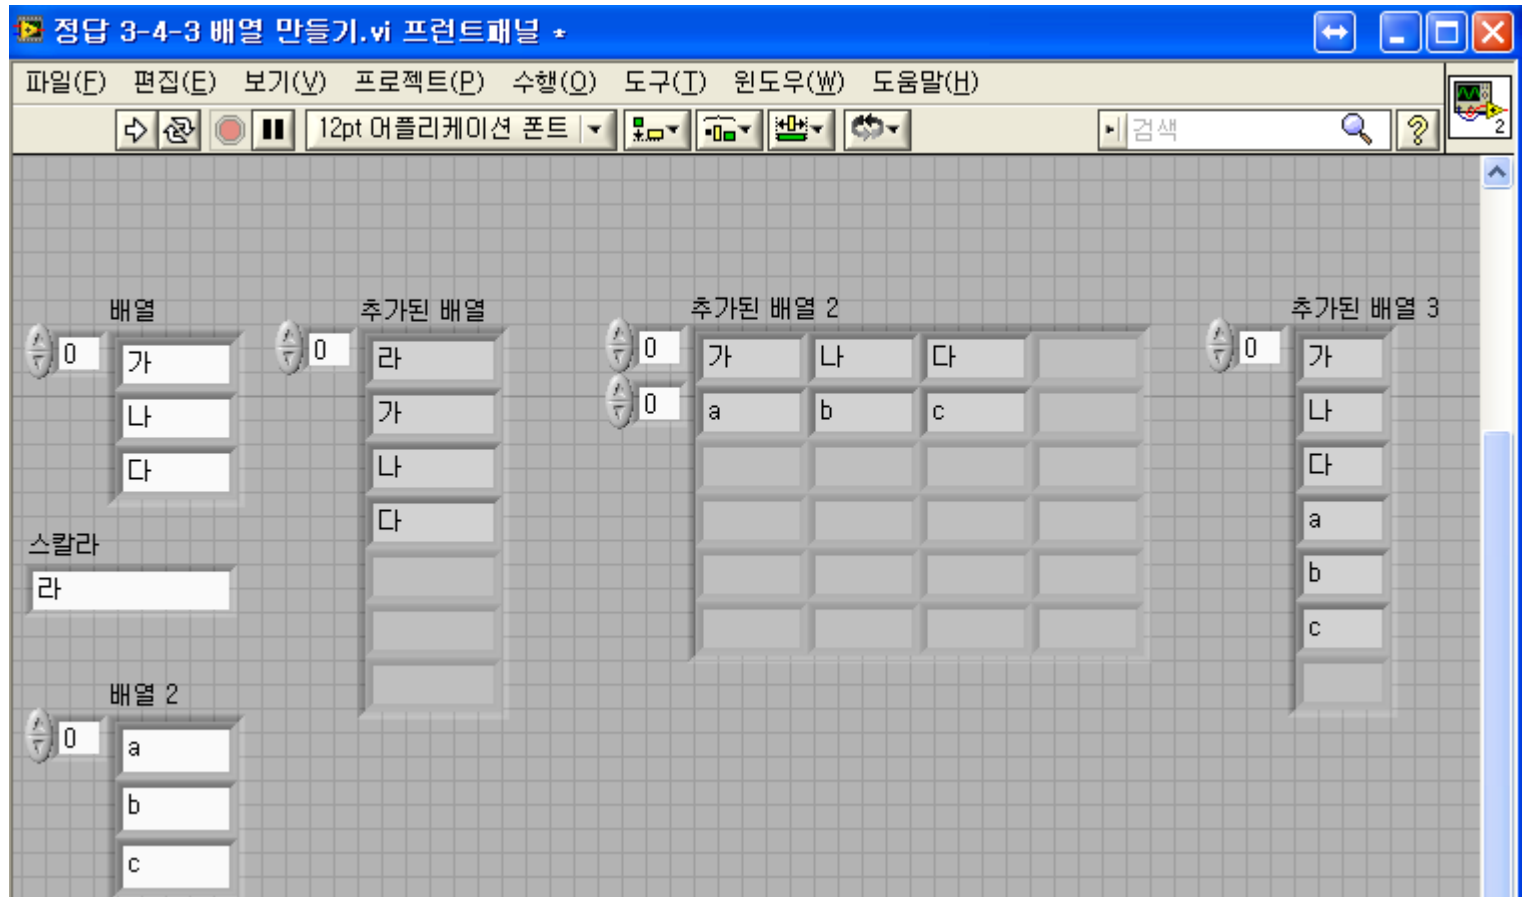 정답 3-4-3 배열 만들기.vi 프런트패널 *
파일(F) 편집(E) 보기(V) 프로젝트(P) 수행(O) 도구(T) 윈도우(W) 도움말(H)
12pt 어플리케이션 폰트 검색 ? 2
배열
0
가
나
다
스칼라
라
배열 2
0
a
b
c
추가된 배열
0
라
가
나
다
추가된 배열 2
0 가 나 다
0 a b c
추가된 배열 3
0
가
나
다
a
b
c